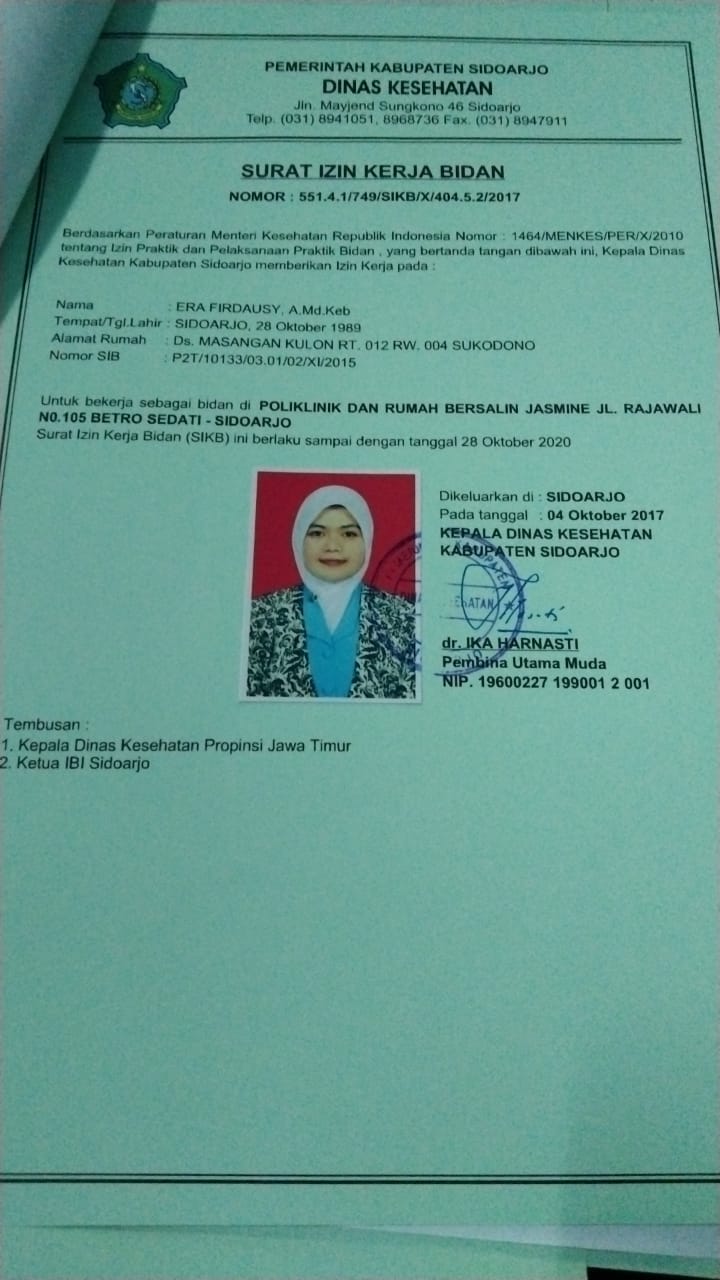 PEMERINTAH KABUPATEN SIDOARJO
DINAS KESEHATAN
Jln. Mayjend Sungkono 46 Sidoarjo
Telp. (031) 8941051, 8968736 Fax. (031) 8947911
SURAT IZIN KERJA BIDAN
NOMOR : 551.4.1/749/SIKB/X/404.5.2/2017
Berdasarkan Peraturan Menteri Kesehatan Republik Indonesia Nomor : 1464/MENKES/PER/X/2010
tentang Izin Praktik dan Pelaksanaan Praktik Bidan , yang bertanda tangan dibawah ini, Kepala Dinas
Kesehatan Kabupaten Sidoarjo memberikan Izin Kerja pada :
Nama : ERA FIRDAUSY, A.Md.Keb
Tempat/Tgl.Lahir : SIDOARJO, 28 Oktober 1989
Alamat Rumah : Ds. MASANGAN KULON RT. 012 RW. 004 SUKODONO
Nomor SIB : P2T/10133/03.01/02/XI/2015
Untuk bekerja sebagai bidan di POLIKLINIK DAN RUMAH BERSALIN JASMINE JL. RAJAWALI
N0.105 BETRO SEDATI - SIDOARJO
Surat Izin Kerja Bidan (SIKB) ini berlaku sampai dengan tanggal 28 Oktober 2020
Dikeluarkan di : SIDOARJO
Pada tanggal : 04 Oktober 2017
KEPALA DINAS KESEHATAN
KABUPATEN SIDOARJO
dr. IKA HARNASTI
Pembina Utama Muda
NIP. 19600227 199001 2 001
Tembusan :
1. Kepala Dinas Kesehatan Propinsi Jawa Timur
2. Ketua IBI Sidoarjo